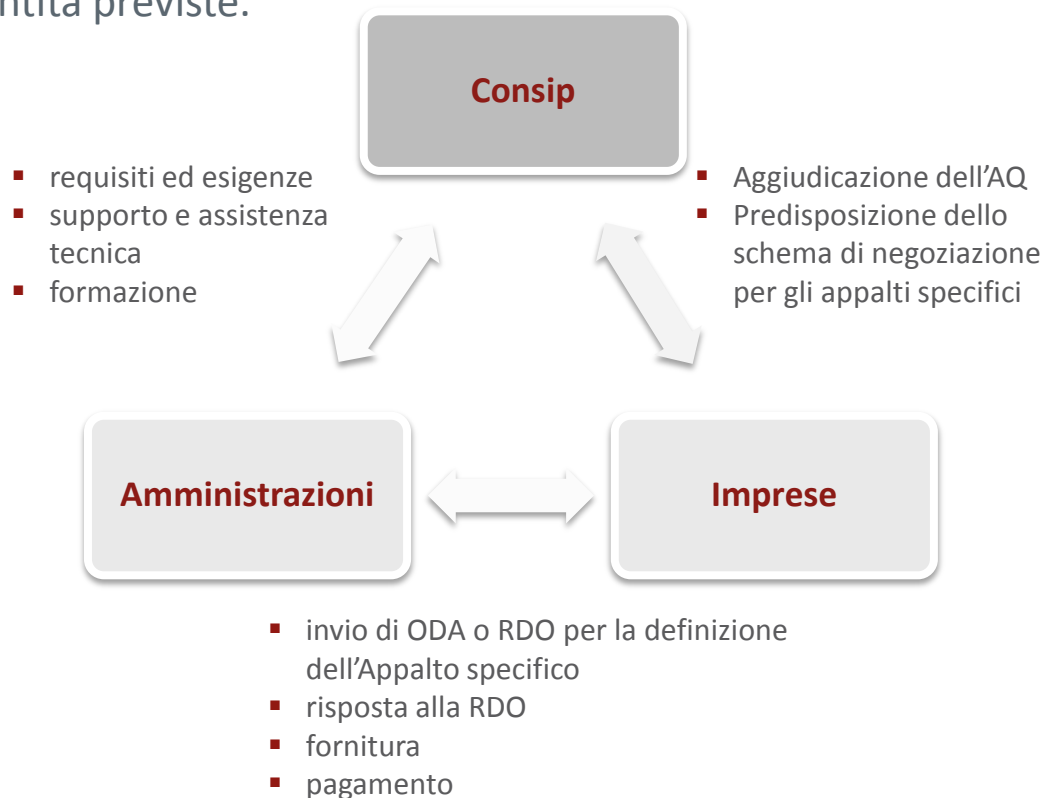 entità previste:
Consip
requisiti ed esigenze
supporto e assistenza
tecnica
formazione
Aggiudicazione dell'AQ
Predisposizione dello
schema di negoziazione
per gli appalti specifici
Amministrazioni
Imprese
invio di ODA o RDO per la definizione
dell'Appalto specifico
risposta alla RDO
fornitura
pagamento